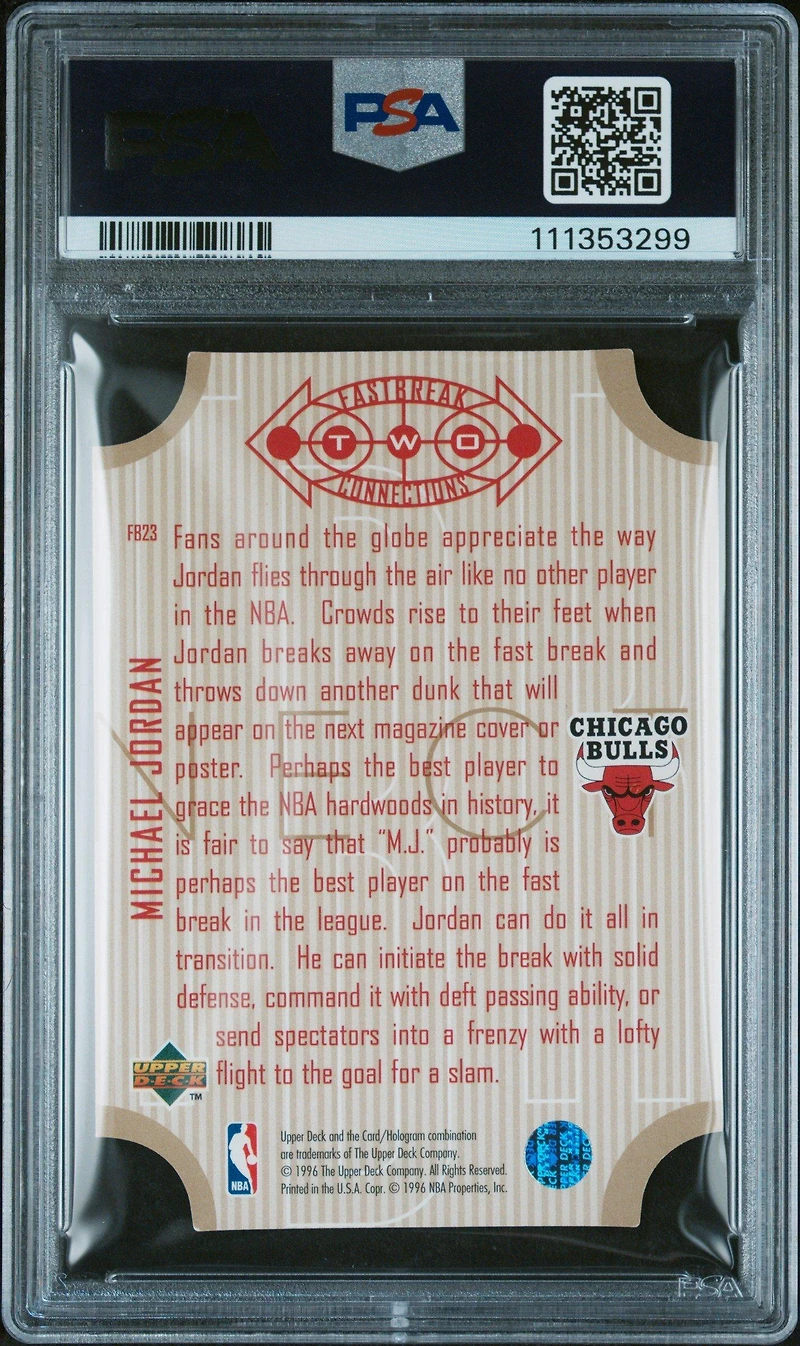 PSA
PSA
111353299
FASTBREAK
TWO
CONNECTIONS
FB23
Fans around the globe appreciate the way
Jordan flies through the air like no other player
in the NBA. Crowds rise to their feet when
Jordan breaks away on the fast break and
throws down another dunk that will
appear on the next magazine cover or
poster. Perhaps the best player to
grace the NBA hardwoods in history, it
is fair to say that "M.J." probably is
perhaps the best player on the fast
break in the league. Jordan can do it all in
transition. He can initiate the break with solid
defense, command it with deft passing ability, or
send spectators into a frenzy with a lofty
flight to the goal for a slam.
MICHAEL JORDAN
CHICAGO
BULLS
UPPER
D·E·C·K
TM
NBA
Upper Deck and the Card/Hologram combination
are trademarks of The Upper Deck Company.
© 1996 The Upper Deck Company. All Rights Reserved.
Printed in the U.S.A. Copr. © 1996 NBA Properties, Inc.
PSA